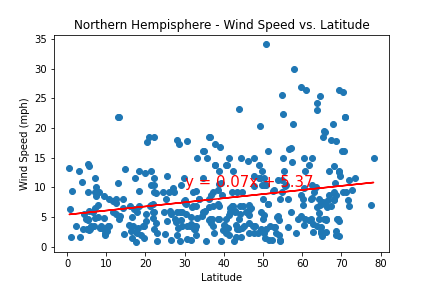 Northern Hempisphere - Wind Speed vs. Latitude
35
30
25
20
15
10
5
0
Wind Speed (mph)
y = 0.07x + 5.37
0 10 20 30 40 50 60 70 80
Latitude